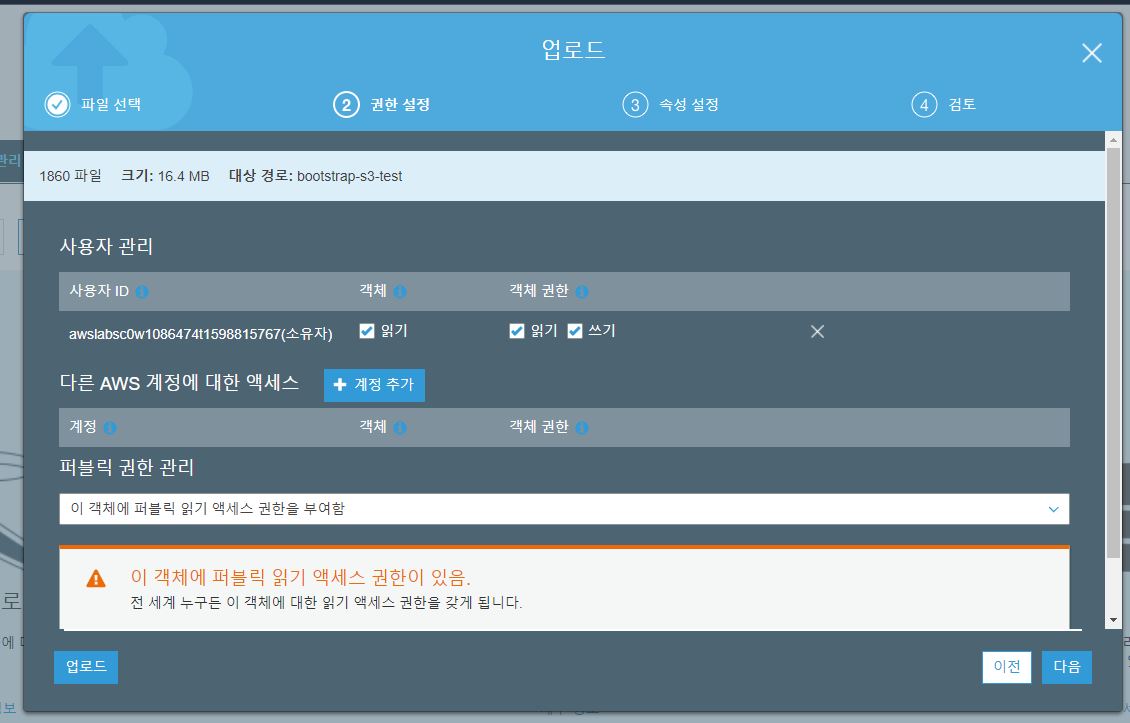 업로드
파일 선택
2 권한 설정
3 속성 설정
4 검토
관리
1860 파일 크기: 16.4 MB 대상 경로: bootstrap-s3-test
사용자 관리
사용자 ID 객체 객체 권한
awslabsc0w1086474t1598815767(소유자) 읽기 읽기 쓰기
다른 AWS 계정에 대한 액세스 계정 추가
계정 객체 객체 권한
퍼블릭 권한 관리
이 객체에 퍼블릭 읽기 액세스 권한을 부여함
이 객체에 퍼블릭 읽기 액세스 권한이 있음.
전 세계 누구든 이 객체에 대한 읽기 액세스 권한을 갖게 됩니다.
로
에
업로드 이전 다음
보